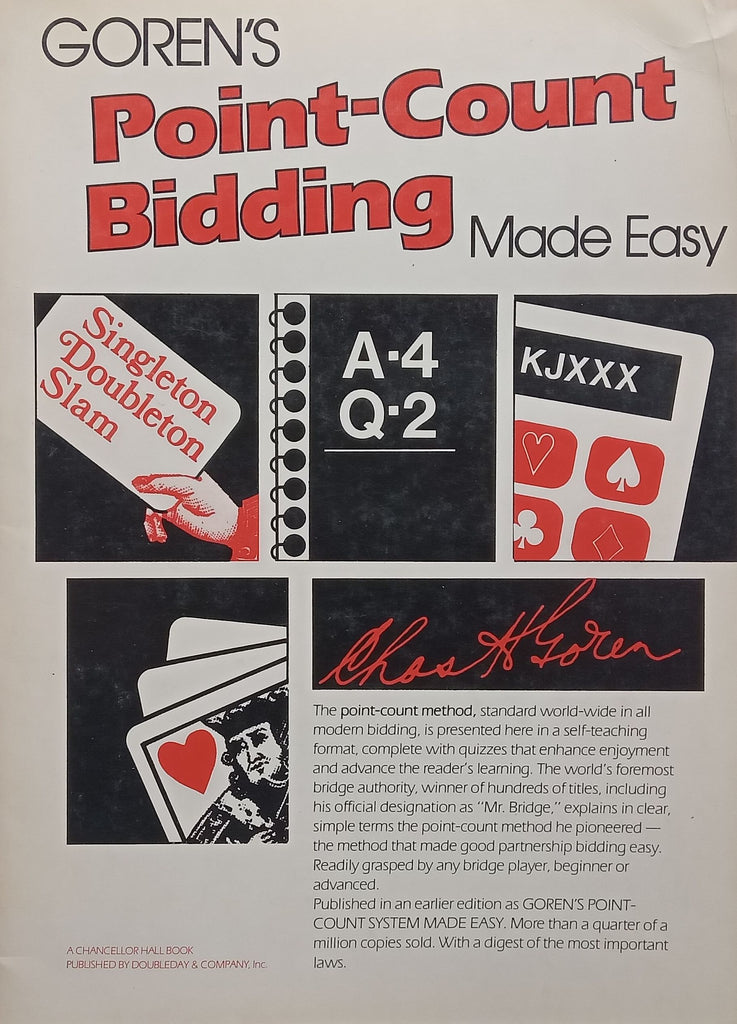 GOREN'S
Point-Count
Bidding
Made Easy
Singleton
Doubleton
Slam
A·4
Q·2
KJXXX
Chas H Goren
The point-count method, standard world-wide in all
modern bidding, is presented here in a self-teaching
format, complete with quizzes that enhance enjoyment
and advance the reader's learning. The world's foremost
bridge authority, winner of hundreds of titles, including
his official designation as "Mr. Bridge," explains in clear,
simple terms the point-count method he pioneered —
the method that made good partnership bidding easy.
Readily grasped by any bridge player, beginner or
advanced.
Published in an earlier edition as GOREN'S POINT-
COUNT SYSTEM MADE EASY. More than a quarter of a
million copies sold. With a digest of the most important
laws.
A CHANCELLOR HALL BOOK
PUBLISHED BY DOUBLEDAY & COMPANY, Inc.